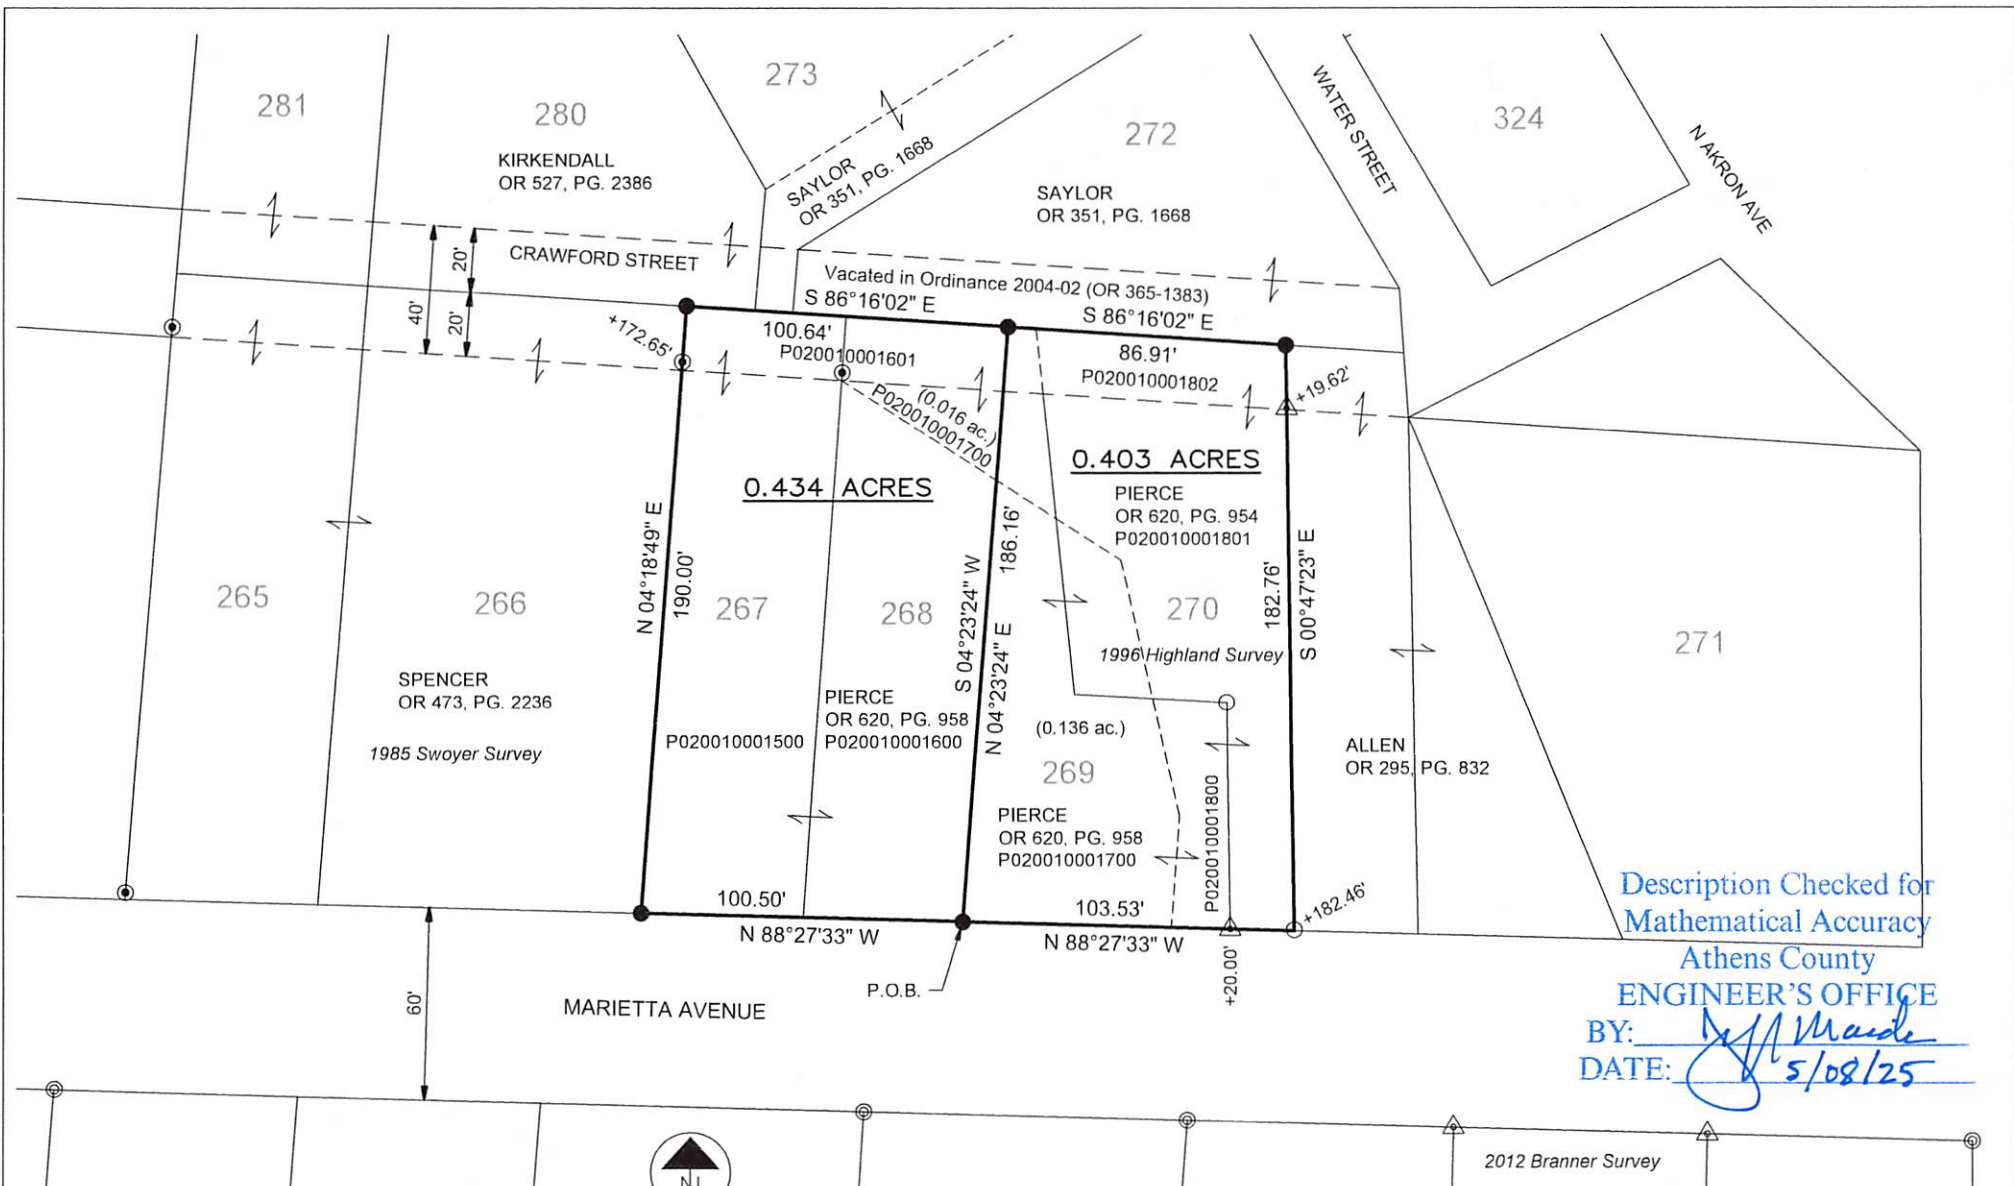 281
280
273
272
324
KIRKENDALL
OR 527, PG. 2386
SAYLOR
OR 351, PG. 1668
SAYLOR
OR 351, PG. 1668
WATER STREET
N AKRON AVE
CRAWFORD STREET
20'
40'
20'
Vacated in Ordinance 2004-02 (OR 365-1383)
S 86°16'02" E
S 86°16'02" E
+172.65'
100.64'
P020010001601
86.91'
P020010001802
+19.62'
(0.016 ac.)
P020010001700
0.434 ACRES
0.403 ACRES
PIERCE
OR 620, PG. 954
P020010001801
N 04°18'49" E
190.00'
186.16'
S 04°23'24" W
N 04°23'24" E
182.76'
S 00°47'23" E
265
266
267
268
270
271
1996 Highland Survey
SPENCER
OR 473, PG. 2236
1985 Swoyer Survey
P020010001500
PIERCE
OR 620, PG. 958
P020010001600
(0.136 ac.)
269
PIERCE
OR 620, PG. 958
P020010001700
P020010001800
ALLEN
OR 295, PG. 832
100.50'
N 88°27'33" W
103.53'
N 88°27'33" W
+182.46'
+20.00'
P.O.B.
60'
MARIETTA AVENUE
Description Checked for
Mathematical Accuracy
Athens County
ENGINEER'S OFFICE
BY:
DATE: 5/08/25
2012 Branner Survey